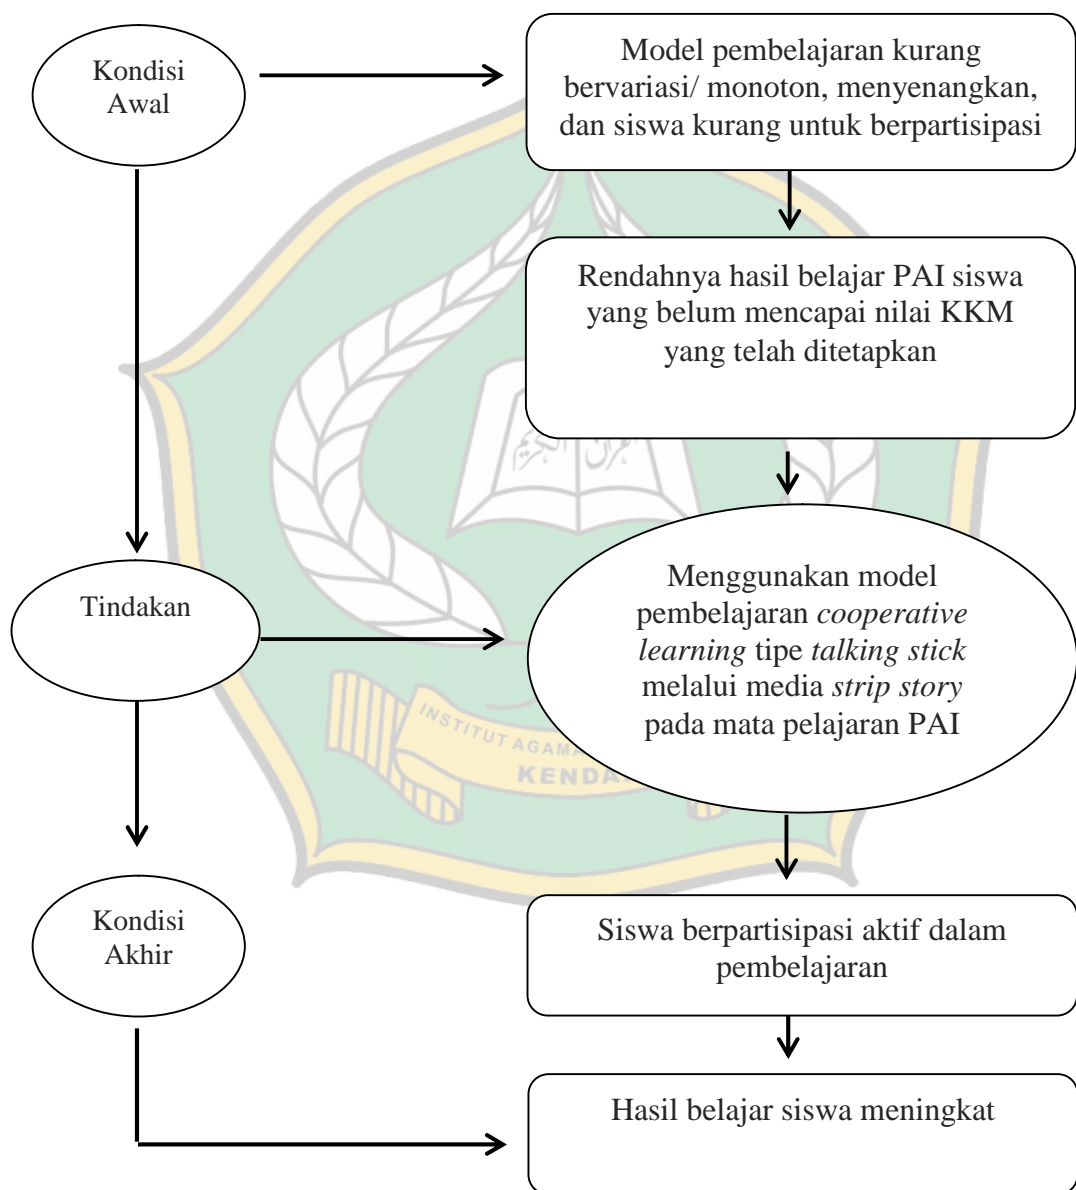 Kondisi
Awal
Model pembelajaran kurang
bervariasi/ monoton, menyenangkan,
dan siswa kurang untuk berpartisipasi
Rendahnya hasil belajar PAI siswa
yang belum mencapai nilai KKM
yang telah ditetapkan
القرآن الكريم
Tindakan
Menggunakan model
pembelajaran cooperative
learning tipe talking stick
melalui media strip story
pada mata pelajaran PAI
INSTITUT AGAMA
KENDA
Kondisi
Akhir
Siswa berpartisipasi aktif dalam
pembelajaran
Hasil belajar siswa meningkat